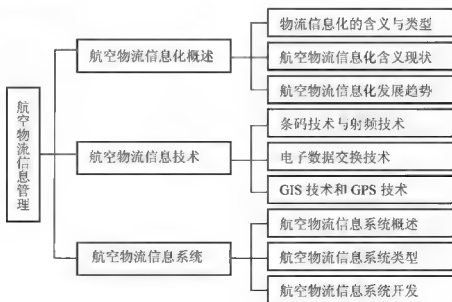 航空物流信息管理
航空物流信息化概述
物流信息化的含义与类型
航空物流信息化含义现状
航空物流信息化发展趋势
航空物流信息技术
条码技术与射频技术
电子数据交换技术
GIS 技术和 GPS 技术
航空物流信息系统
航空物流信息系统概述
航空物流信息系统类型
航空物流信息系统开发